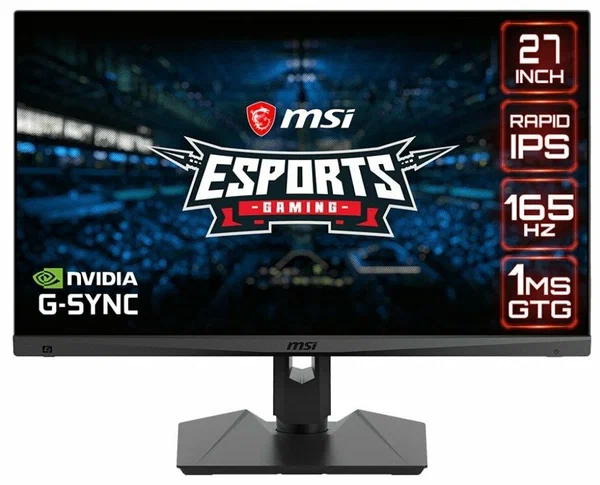 msi
ESPORTS
- GAMING -
NVIDIA
G-SYNC
27
INCH
RAPID
IPS
165
HZ
1MS
GTG
msi